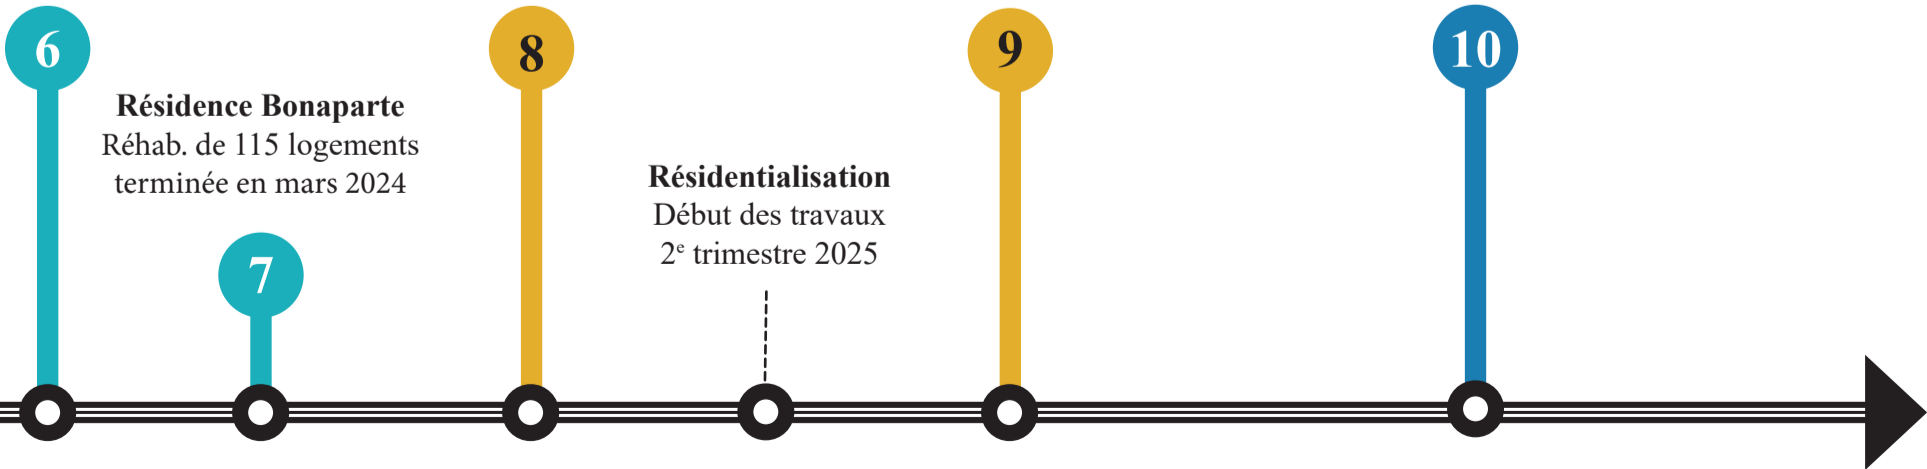 6
Résidence Bonaparte
Réhab. de 115 logements
terminée en mars 2024
7
8
Résidentialisation
Début des travaux
2e trimestre 2025
9
10